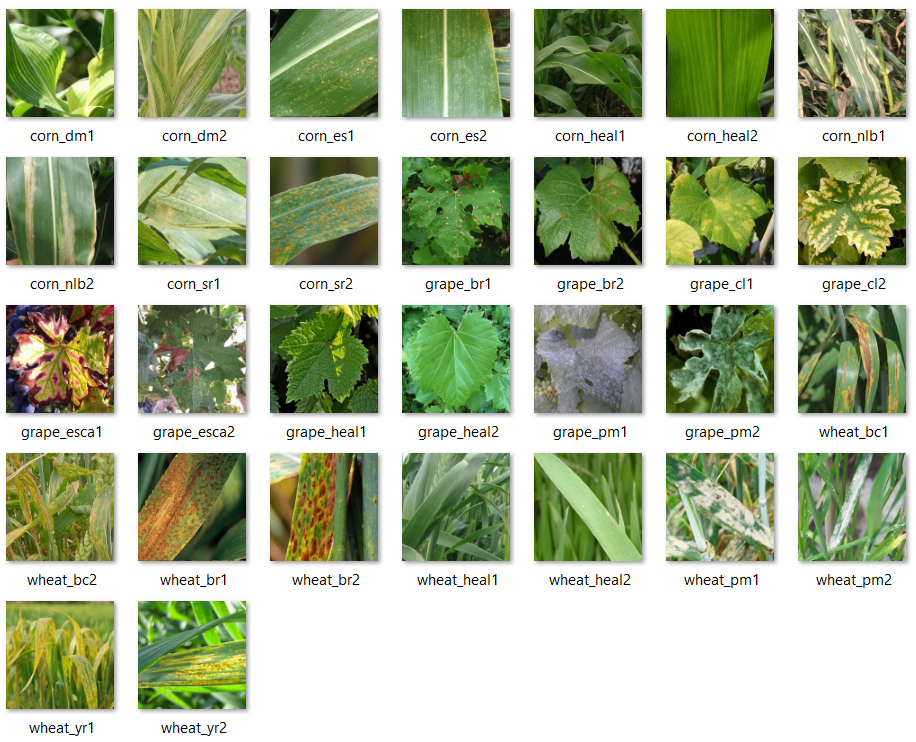 corn_dm1
corn_dm2
corn_es1
corn_es2
corn_heal1
corn_heal2
corn_nlb1
corn_nlb2
corn_sr1
corn_sr2
grape_br1
grape_br2
grape_cl1
grape_cl2
grape_esca1
grape_esca2
grape_heal1
grape_heal2
grape_pm1
grape_pm2
wheat_bc1
wheat_bc2
wheat_br1
wheat_br2
wheat_heal1
wheat_heal2
wheat_pm1
wheat_pm2
wheat_yr1
wheat_yr2